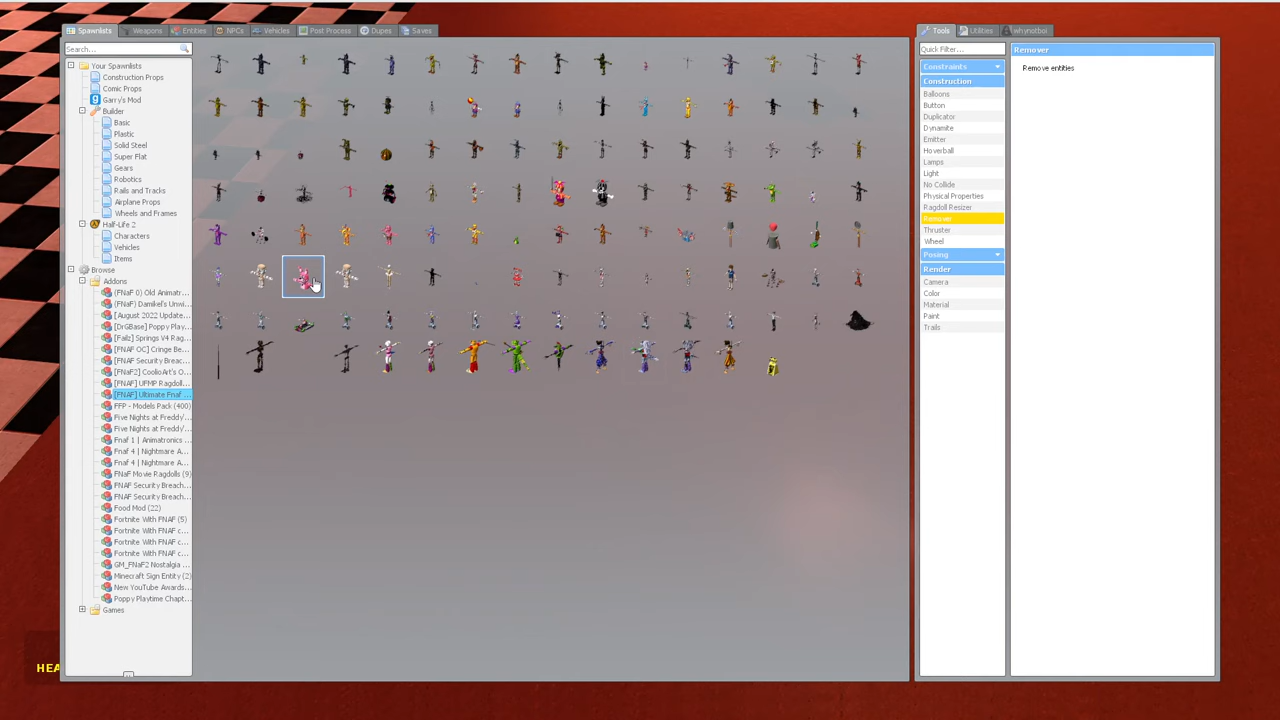 Spawnlists Weapons Entities NPCs Vehicles Post Process Dupes Saves
Search...
Your Spawnlists
Construction Props
Comic Props
Garry's Mod
Builder
Basic
Plastic
Solid Steel
Super Flat
Gears
Robotics
Rails and Tracks
Airplane Props
Wheels and Frames
Half-Life 2
Characters
Vehicles
Items
Browse
Addons
(FNaF 0) Old Animatr...
(FNaF) Damikel's Unwi...
[August 2022 Update...
[DrGBase] Poppy Play...
[Failz] Springs V4 Rag...
[FNAF OC] Cringe Be...
[FNAF Security Breac...
[FNaF2] CoolioArt's O...
[FNAF] UFMP Ragdoll...
[FNAF] Ultimate Fnaf ...
FFP - Models Pack (400)
Five Nights at Freddy'...
Five Nights at Freddy'...
Fnaf 1 | Animatronics ...
Fnaf 4 | Nightmare A...
Fnaf 4 | Nightmare A...
FNaF Movie Ragdolls (9)
FNAF Security Breach...
FNAF Security Breach...
Food Mod (22)
Fortnite With FNAF (5)
Fortnite With FNAF c...
Fortnite With FNAF c...
Fortnite With FNAF c...
GM_FNaF2 Nostalgia ...
Minecraft Sign Entity (2)
New YouTube Awards...
Poppy Playtime Chapt...
Games
HEA
Tools Utilities whynotboi
Quick Filter...
Constraints
Construction
Balloons
Button
Duplicator
Dynamite
Emitter
Hoverball
Lamps
Light
No Collide
Physical Properties
Ragdoll Resizer
Remover
Thruster
Wheel
Posing
Render
Camera
Color
Material
Paint
Trails
Remover
Remove entities